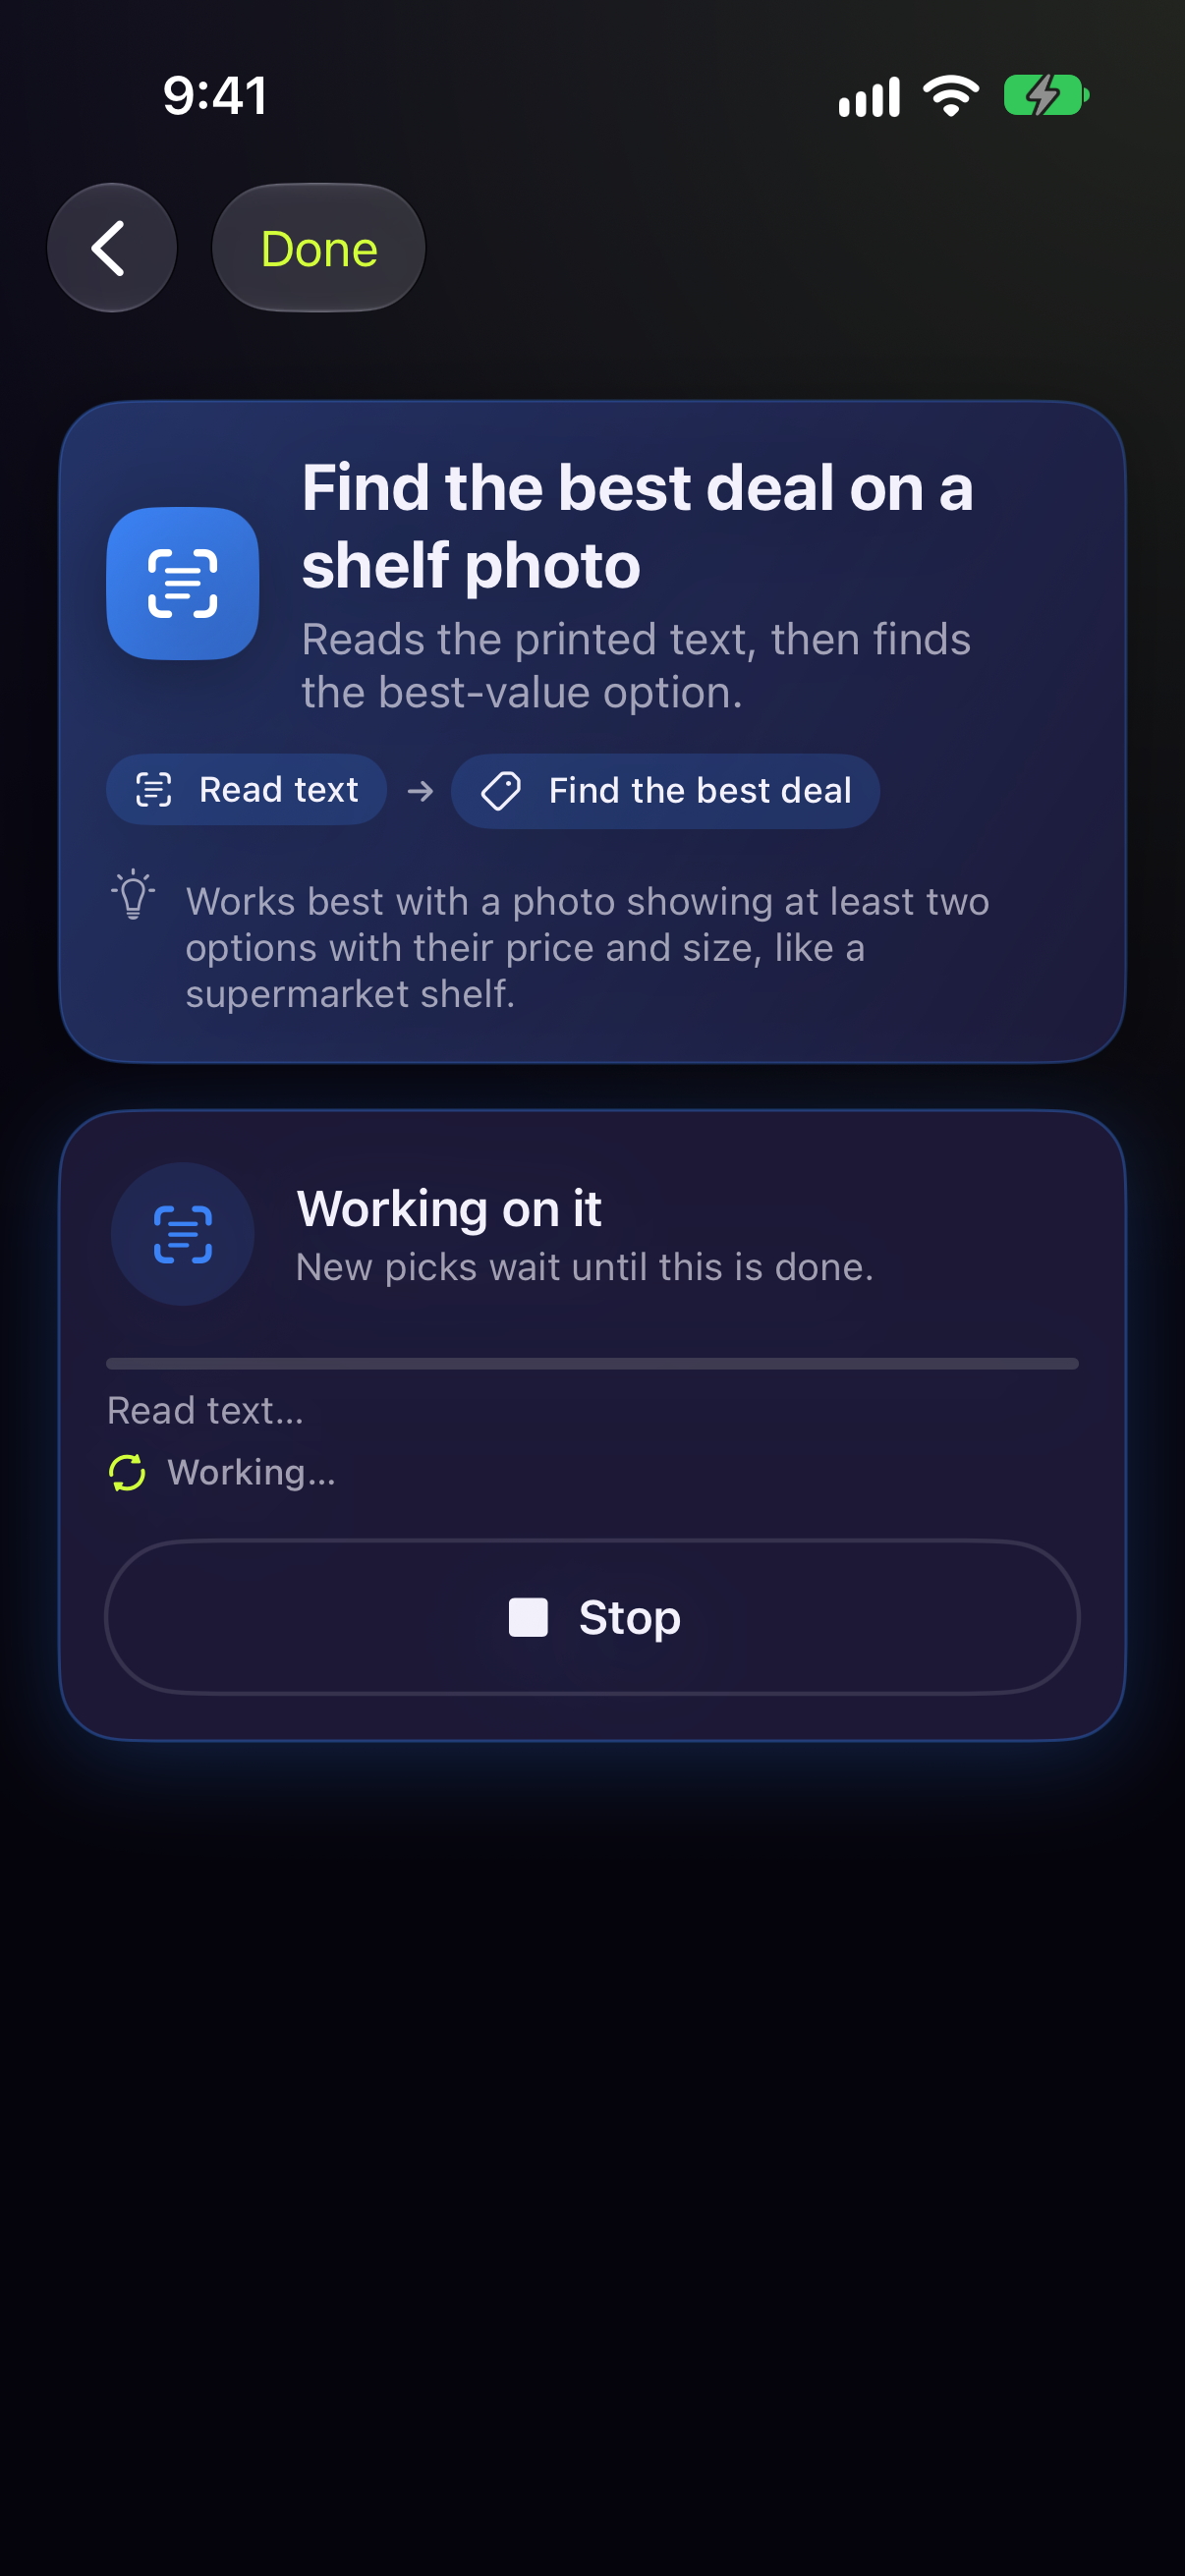 9:41
Done
Find the best deal on a
shelf photo
Reads the printed text, then finds
the best-value option.
Read text → Find the best deal
Works best with a photo showing at least two
options with their price and size, like a
supermarket shelf.
Working on it
New picks wait until this is done.
Read text...
Working...
Stop